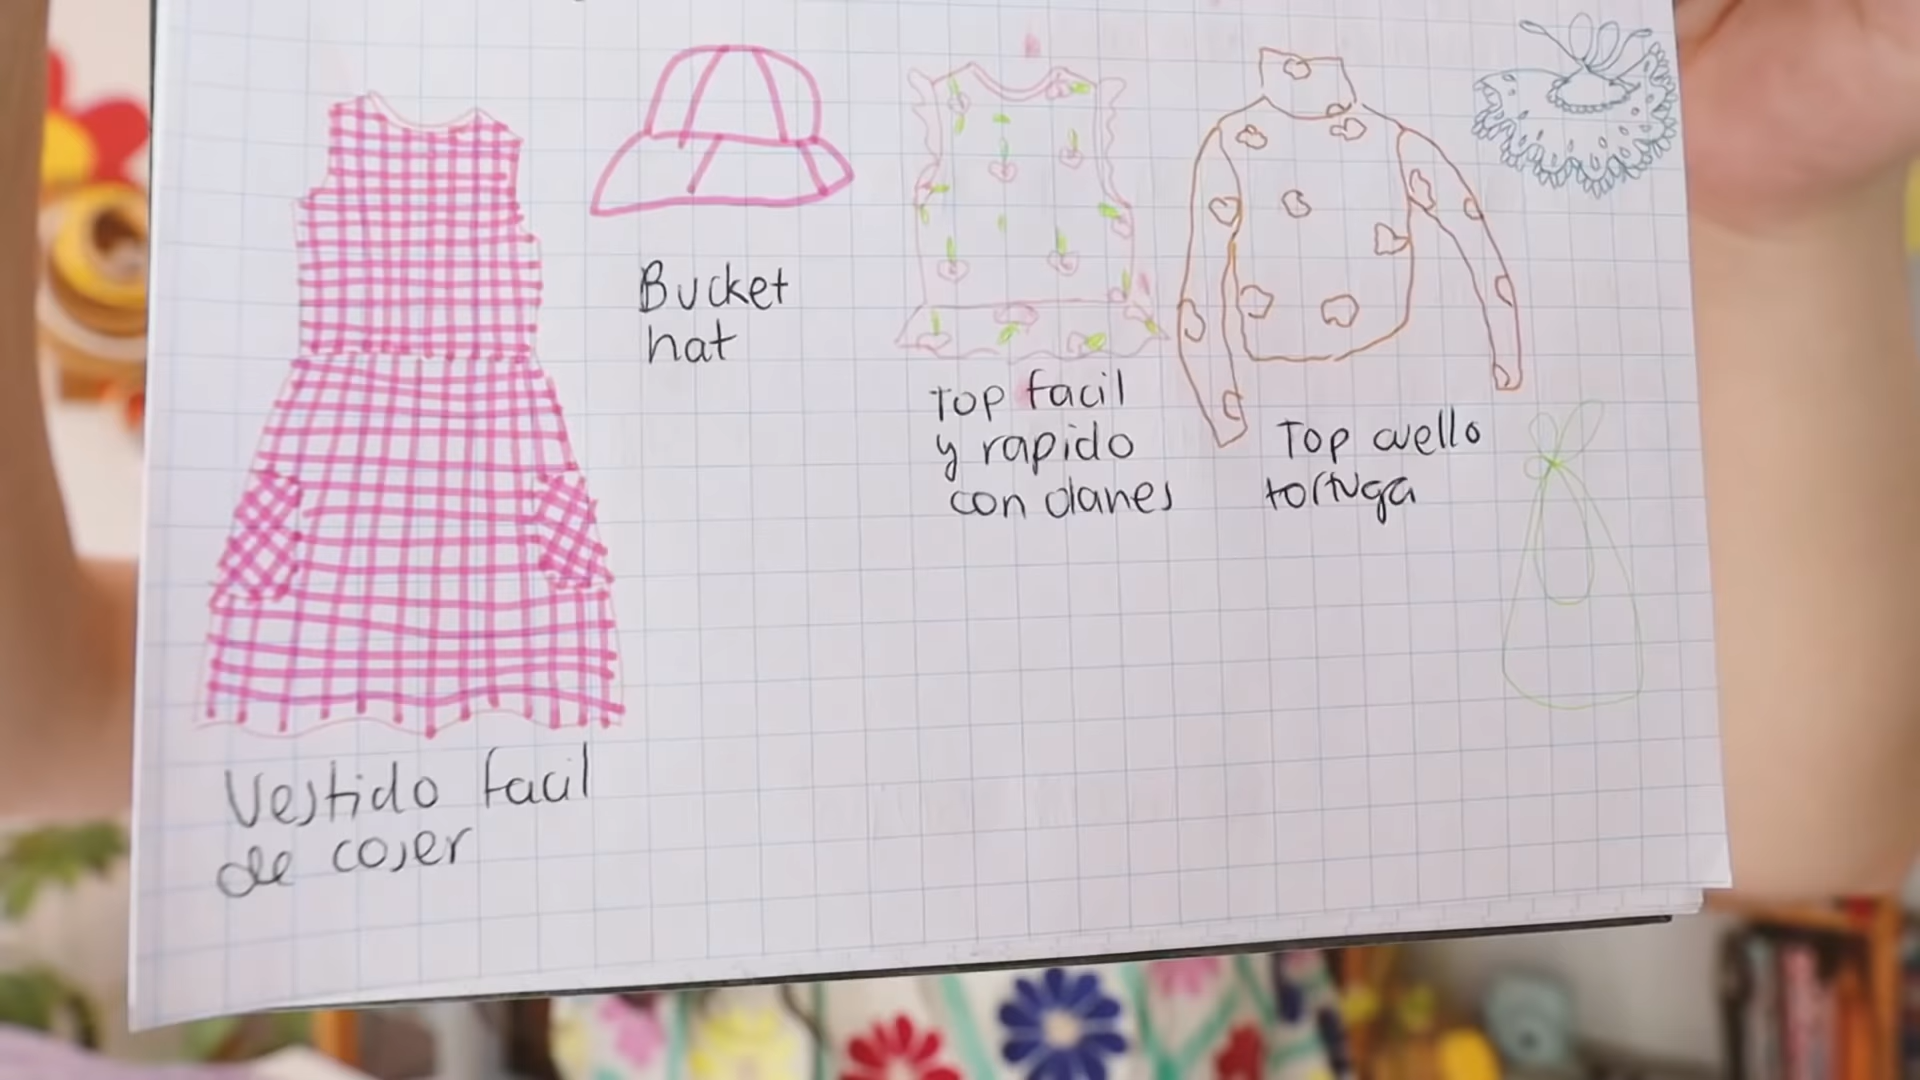 Bucket
hat
Top facil
y rapido
con olanes
Top cuello
tortuga
Vestido facil
de coser